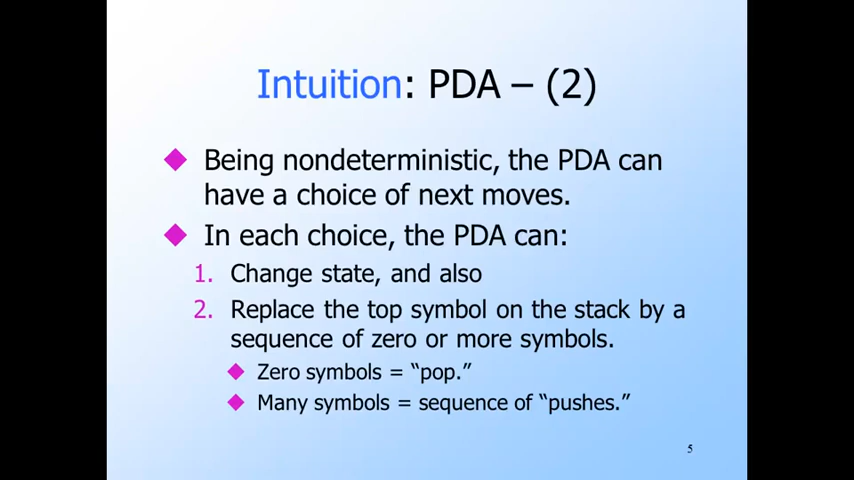 Intuition: PDA – (2)
Being nondeterministic, the PDA can
have a choice of next moves.
In each choice, the PDA can:
1. Change state, and also
2. Replace the top symbol on the stack by a
sequence of zero or more symbols.
Zero symbols = “pop.”
Many symbols = sequence of “pushes.”
5